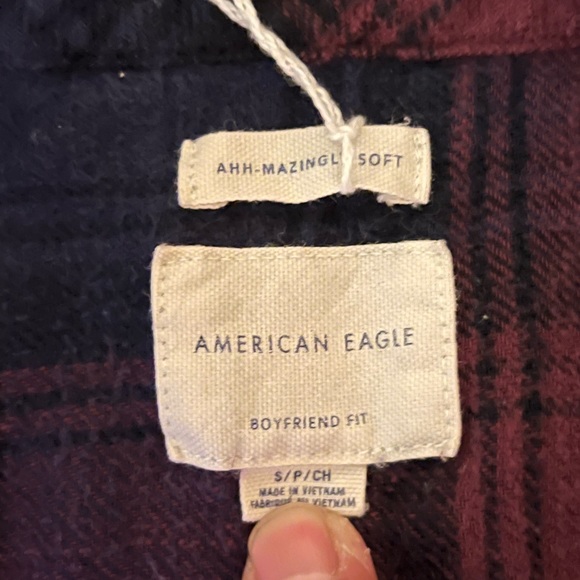 AHH-MAZINGLY SOFT
AMERICAN EAGLE
BOYFRIEND FIT
S/P/CH
MADE IN VIETNAM
FABRIQUÉ AU VIETNAM